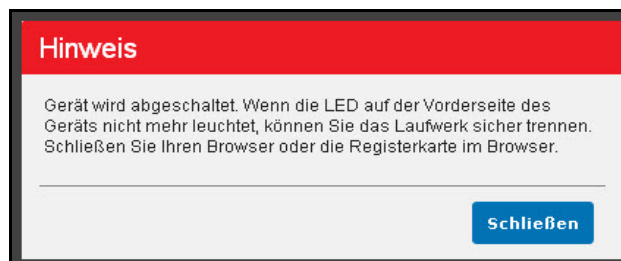 Hinweis
Gerät wird abgeschaltet. Wenn die LED auf der Vorderseite des
Geräts nicht mehr leuchtet, können Sie das Laufwerk sicher trennen.
Schließen Sie Ihren Browser oder die Registerkarte im Browser.
Schließen